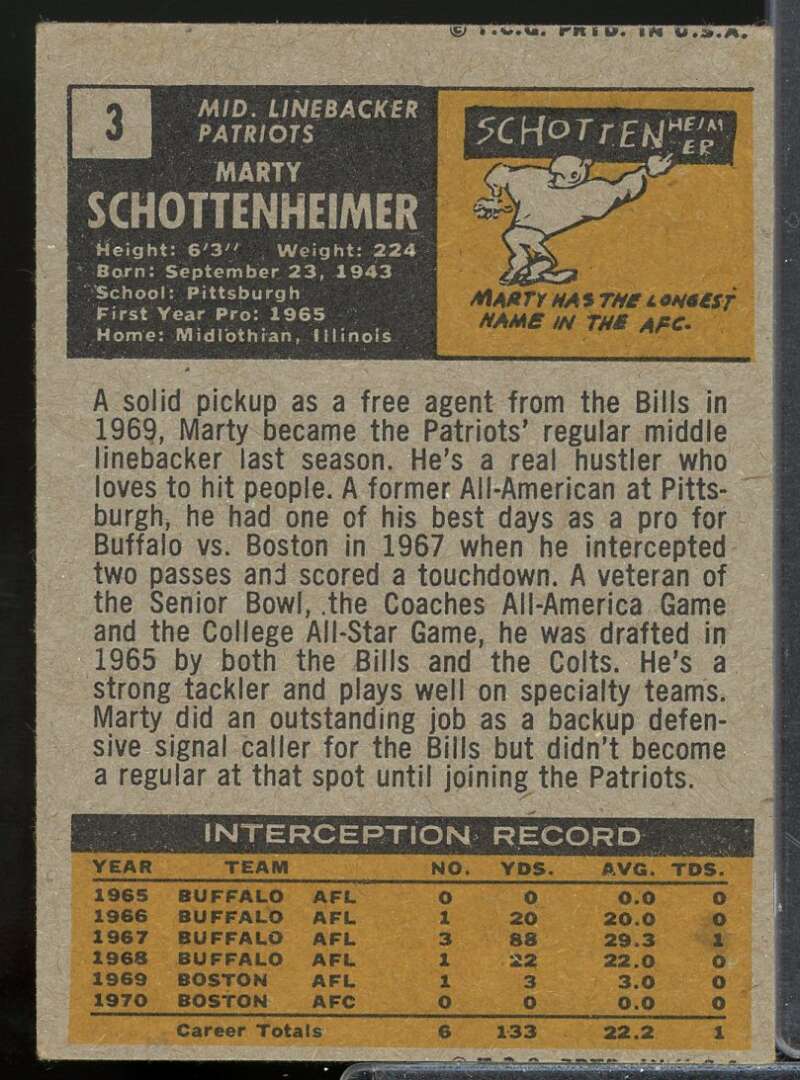 © T.C.G. PRTD. IN U.S.A.
3
MID. LINEBACKER
PATRIOTS
MARTY
SCHOTTENHEIMER
Height: 6'3" Weight: 224
Born: September 23, 1943
School: Pittsburgh
First Year Pro: 1965
Home: Midlothian, Illinois
SCHOTTENHEIM
ER
MARTY HAS THE LONGEST
NAME IN THE AFC.
A solid pickup as a free agent from the Bills in
1969, Marty became the Patriots' regular middle
linebacker last season. He's a real hustler who
loves to hit people. A former All-American at Pitts-
burgh, he had one of his best days as a pro for
Buffalo vs. Boston in 1967 when he intercepted
two passes and scored a touchdown. A veteran of
the Senior Bowl, the Coaches All-America Game
and the College All-Star Game, he was drafted in
1965 by both the Bills and the Colts. He's a
strong tackler and plays well on specialty teams.
Marty did an outstanding job as a backup defen-
sive signal caller for the Bills but didn't become
a regular at that spot until joining the Patriots.
INTERCEPTION RECORD
YEAR TEAM NO. YDS. AVG. TDS.
1965 BUFFALO AFL 0 0 0.0 0
1966 BUFFALO AFL 1 20 20.0 0
1967 BUFFALO AFL 3 88 29.3 1
1968 BUFFALO AFL 1 22 22.0 0
1969 BOSTON AFL 1 3 3.0 0
1970 BOSTON AFC 0 0 0.0 0
Career Totals 6 133 22.2 1